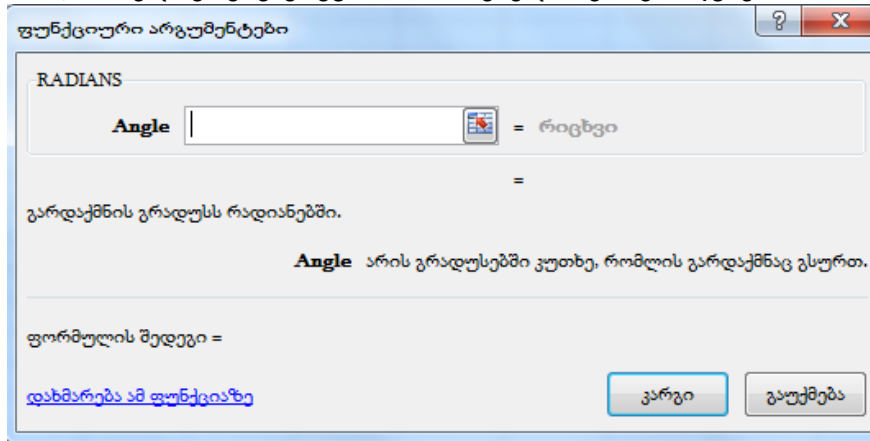 ფუნქციური არგუმენტები
RADIANS
Angle = რიცხვი
=
გარდაქმნის გრადუსს რადიანებში.
Angle არის გრადუსებში კუთხე, რომლის გარდაქმნაც გსურთ.
ფორმულის შედეგი =
დახმარება ამ ფუნქციაზე
კარგი
გაუქმება